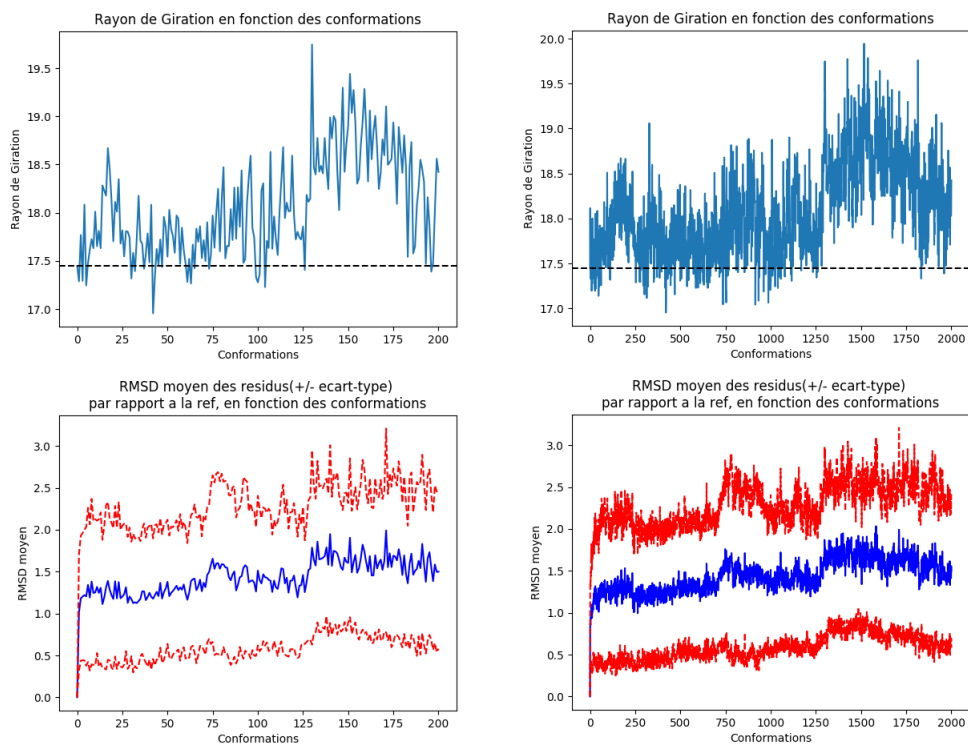 Rayon de Giration en fonction des conformations
19.5
19.0
18.5
18.0
17.5
17.0
Rayon de Giration
0 25 50 75 100 125 150 175 200
Conformations
Rayon de Giration en fonction des conformations
20.0
19.5
19.0
18.5
18.0
17.5
17.0
Rayon de Giration
0 250 500 750 1000 1250 1500 1750 2000
Conformations
RMSD moyen des residus(+/- ecart-type)
par rapport a la ref, en fonction des conformations
3.0
2.5
2.0
1.5
1.0
0.5
0.0
RMSD moyen
0 25 50 75 100 125 150 175 200
Conformations
RMSD moyen des residus(+/- ecart-type)
par rapport a la ref, en fonction des conformations
3.0
2.5
2.0
1.5
1.0
0.5
0.0
RMSD moyen
0 250 500 750 1000 1250 1500 1750 2000
Conformations